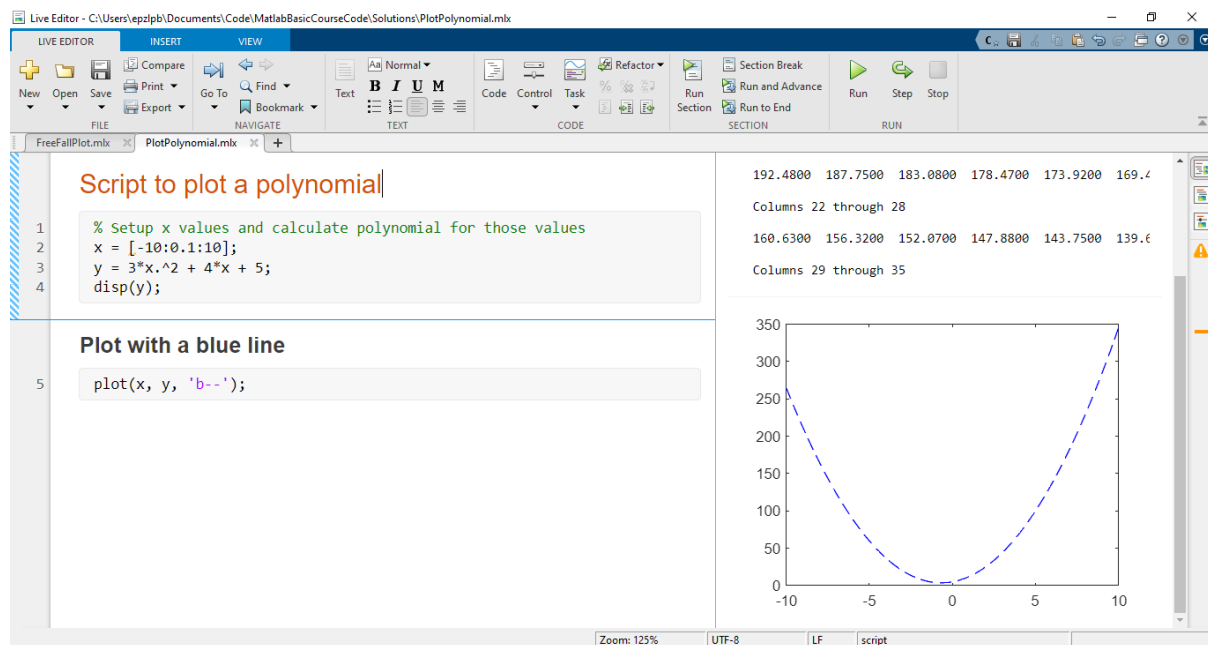 Live Editor - C:\Users\epzlpb\Documents\Code\MatlabBasicCourseCode\Solutions\PlotPolynomial.mlx
LIVE EDITOR INSERT VIEW
New Open Save Compare Print Export FILE
Go To Find Bookmark NAVIGATE
Text Aa Normal B I U M TEXT
Code Control Task Refactor CODE
Run Section Section Break Run and Advance Run to End SECTION
Run Step Stop RUN
FreeFallPlot.mlx PlotPolynomial.mlx +
Script to plot a polynomial
1 % Setup x values and calculate polynomial for those values
2 x = [-10:0.1:10];
3 y = 3*x.^2 + 4*x + 5;
4 disp(y);
Plot with a blue line
5 plot(x, y, 'b--');
192.4800 187.7500 183.0800 178.4700 173.9200 169.4
Columns 22 through 28
160.6300 156.3200 152.0700 147.8800 143.7500 139.6
Columns 29 through 35
350
300
250
200
150
100
50
0
-10 -5 0 5 10
Zoom: 125% UTF-8 LF script